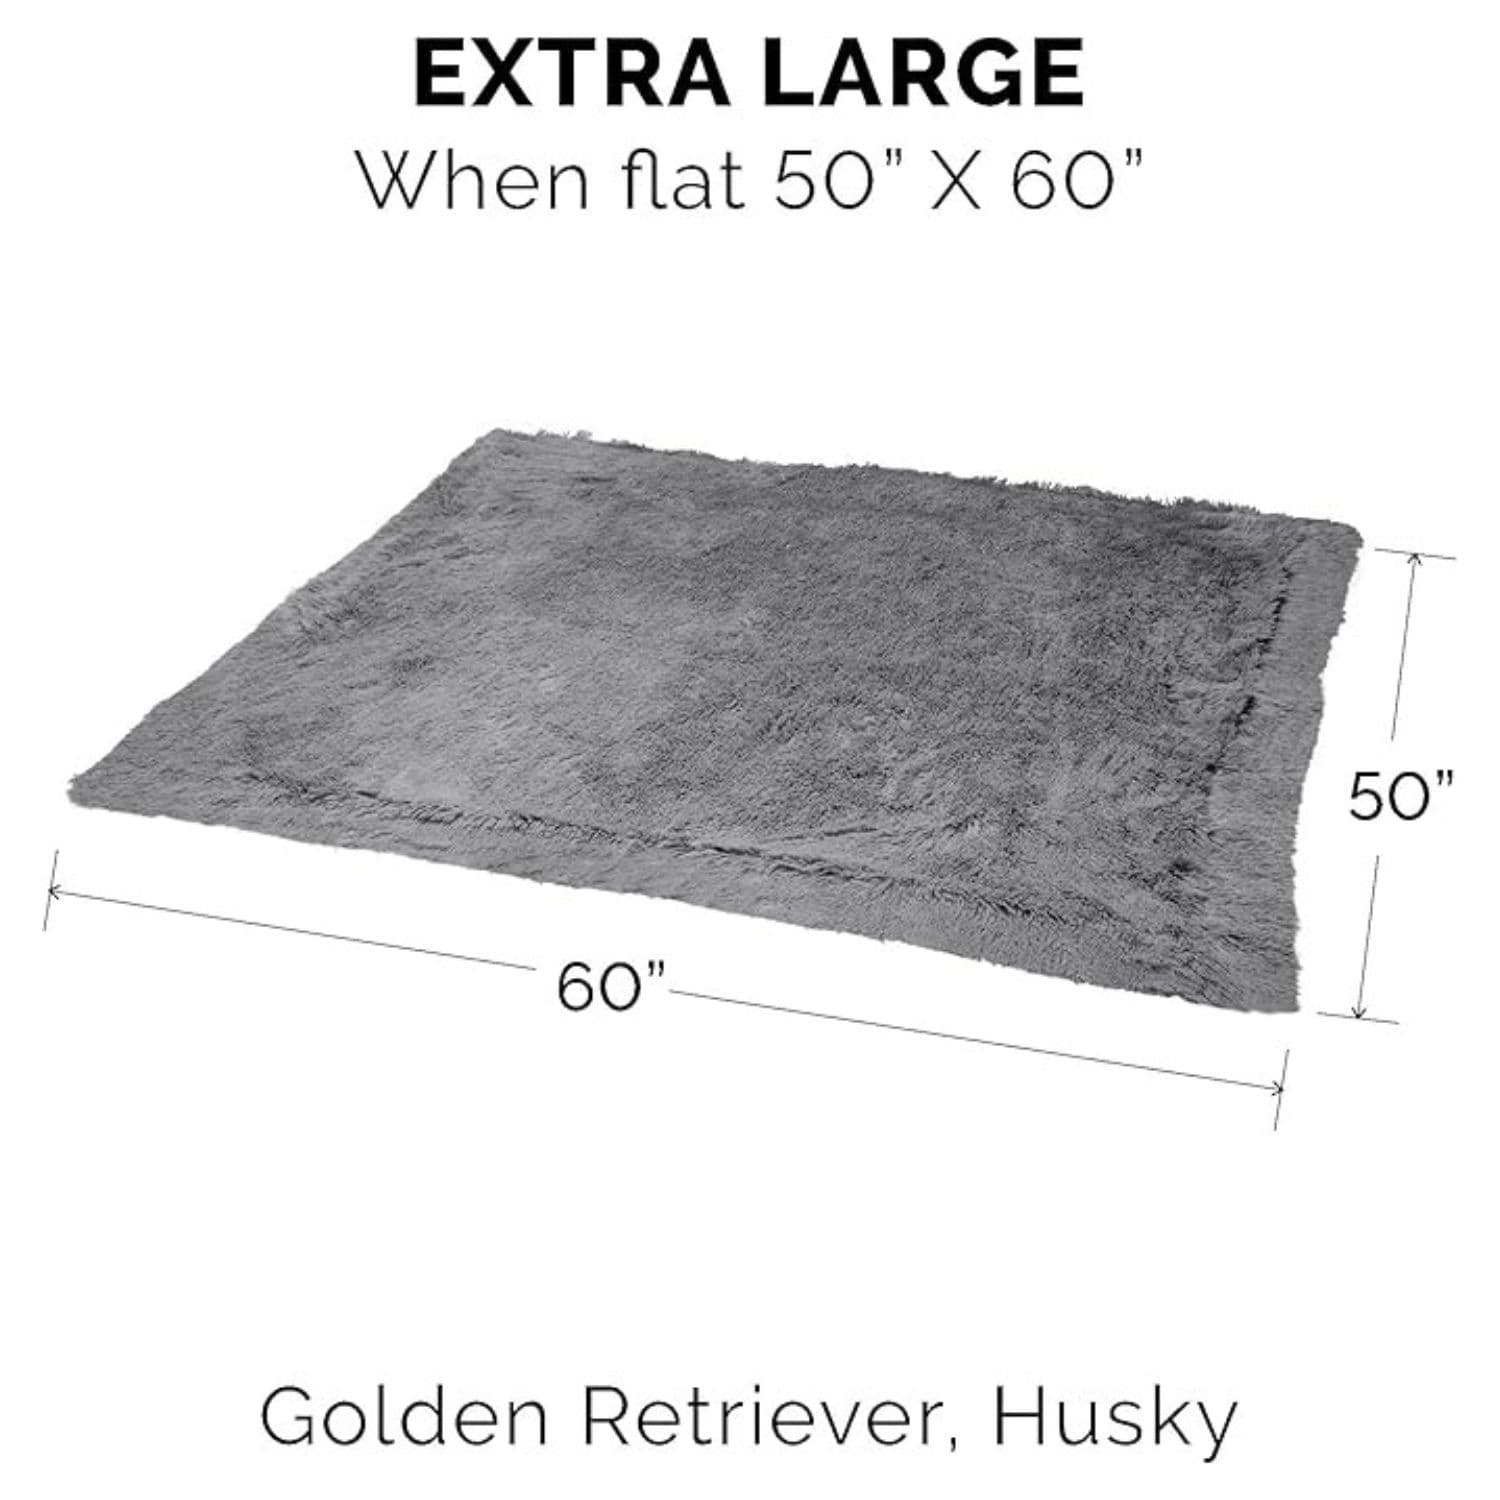 EXTRA LARGE
When flat 50” X 60”
50”
60”
Golden Retriever, Husky